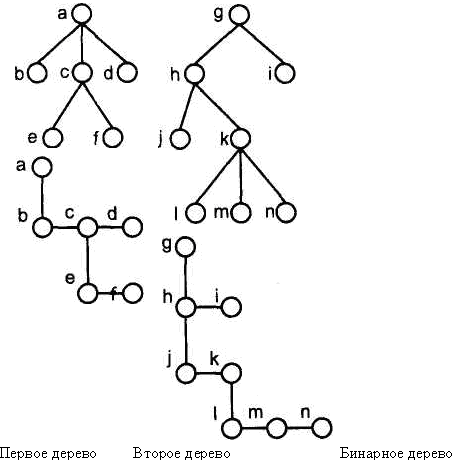 a g
b c d h i
e f j k
a
b c d l m n
g
e f h i
j k
l m n
Первое дерево Второе дерево Бинарное дерево